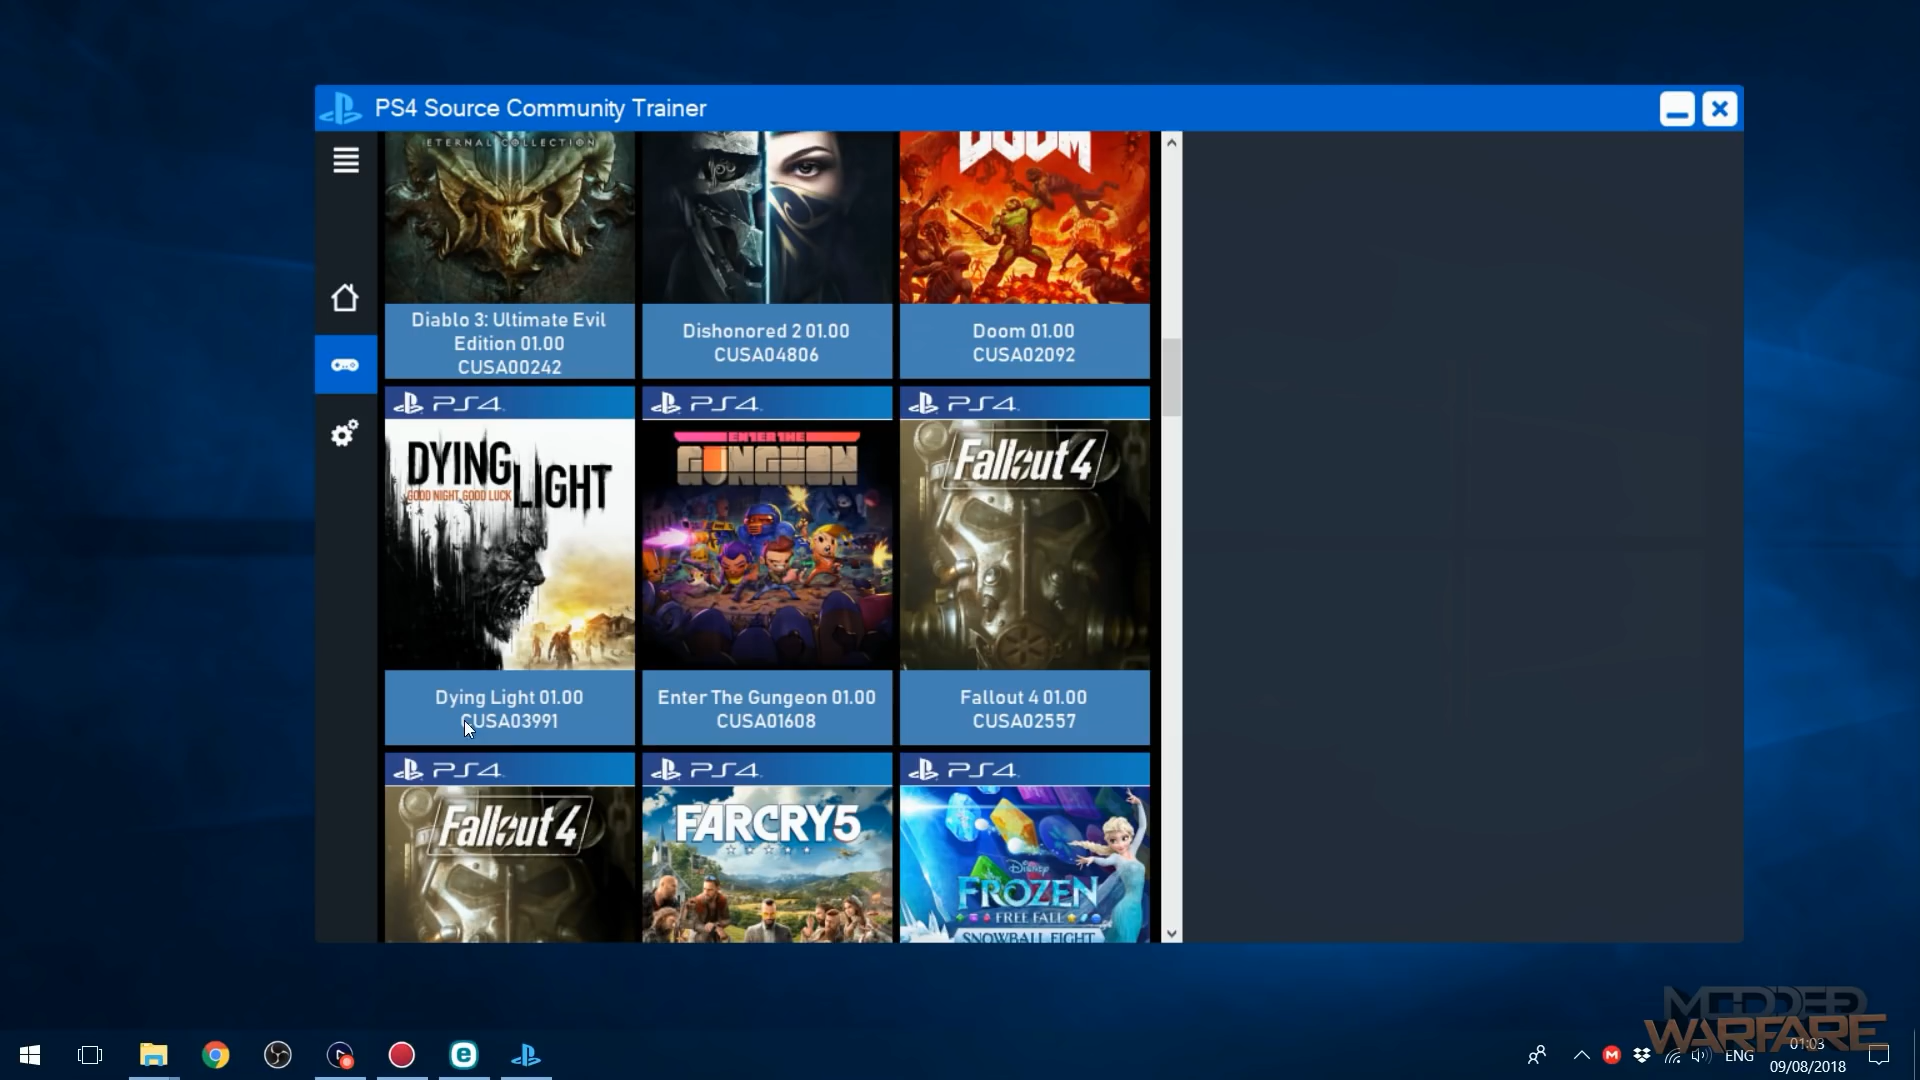 PS4 Source Community Trainer
ETERNAL COLLECTION
DOOM
Diablo 3: Ultimate Evil
Edition 01.00
CUSA00242
Dishonored 2 01.00
CUSA04806
Doom 01.00
CUSA02092
PS4
PS4
PS4
DYING
LIGHT
GOOD NIGHT, GOOD LUCK
ENTER THE
GUNGEON
Fallout 4
Dying Light 01.00
CUSA03991
Enter The Gungeon 01.00
CUSA01608
Fallout 4 01.00
CUSA02557
PS4
PS4
PS4
Fallout 4
FARCRY5
Disney
FROZEN
FREE FALL
SNOWBALL FIGHT
MODDED
WARFARE
ENG
01:03
09/08/2018